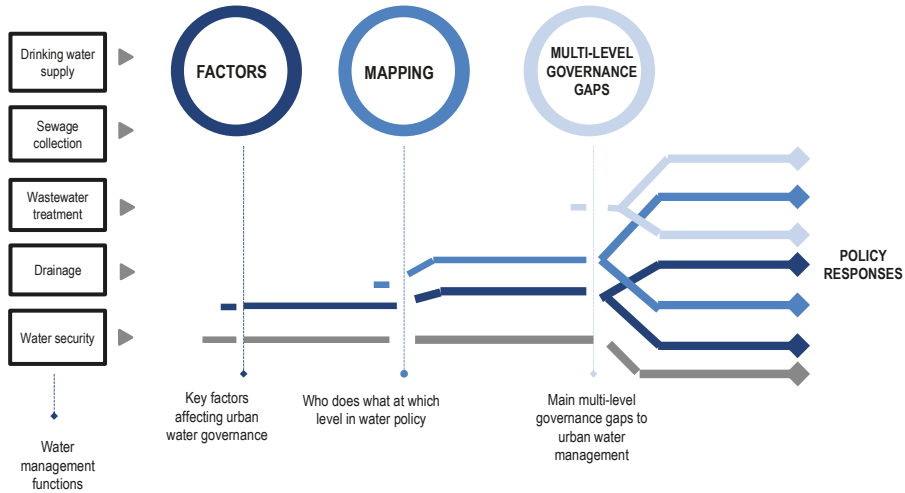 Drinking water
supply
Sewage
collection
Wastewater
treatment
Drainage
Water security
Water
management
functions
FACTORS
Key factors
affecting urban
water governance
MAPPING
Who does what at which
level in water policy
MULTI-LEVEL
GOVERNANCE
GAPS
Main multi-level
governance gaps to
urban water
management
POLICY
RESPONSES